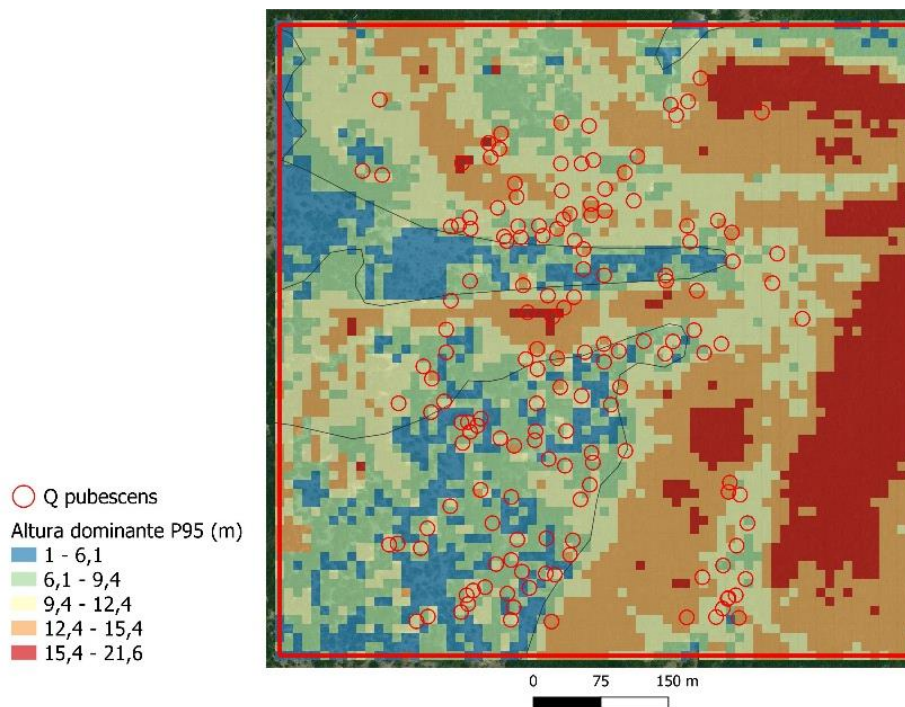 Q pubescens
Altura dominante P95 (m)
1 - 6,1
6,1 - 9,4
9,4 - 12,4
12,4 - 15,4
15,4 - 21,6
0 75 150 m